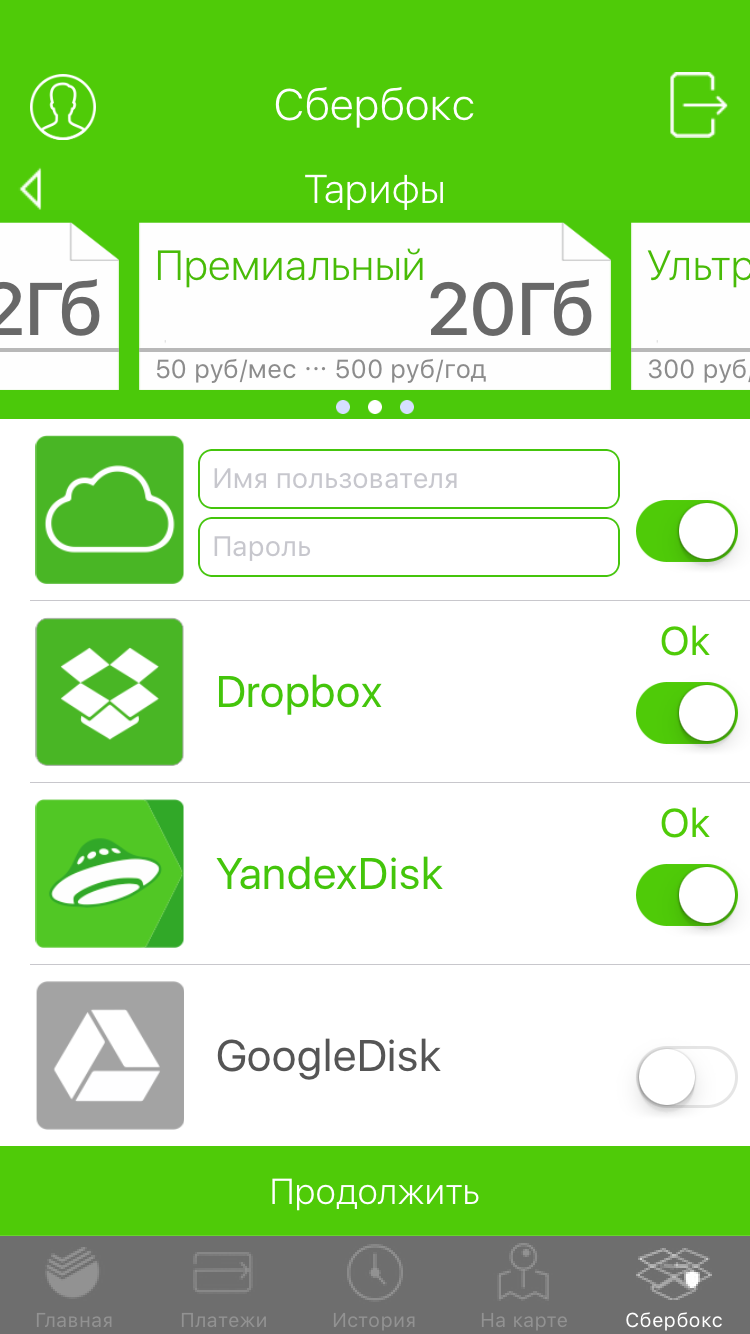 Сбербокс
Тарифы
2Гб
Премиальный
20Гб
50 руб/мес ··· 500 руб/год
Ультр
300 руб/
Имя пользователя
Пароль
Dropbox
Ok
YandexDisk
Ok
GoogleDisk
Продолжить
Главная Платежи История На карте Сбербокс